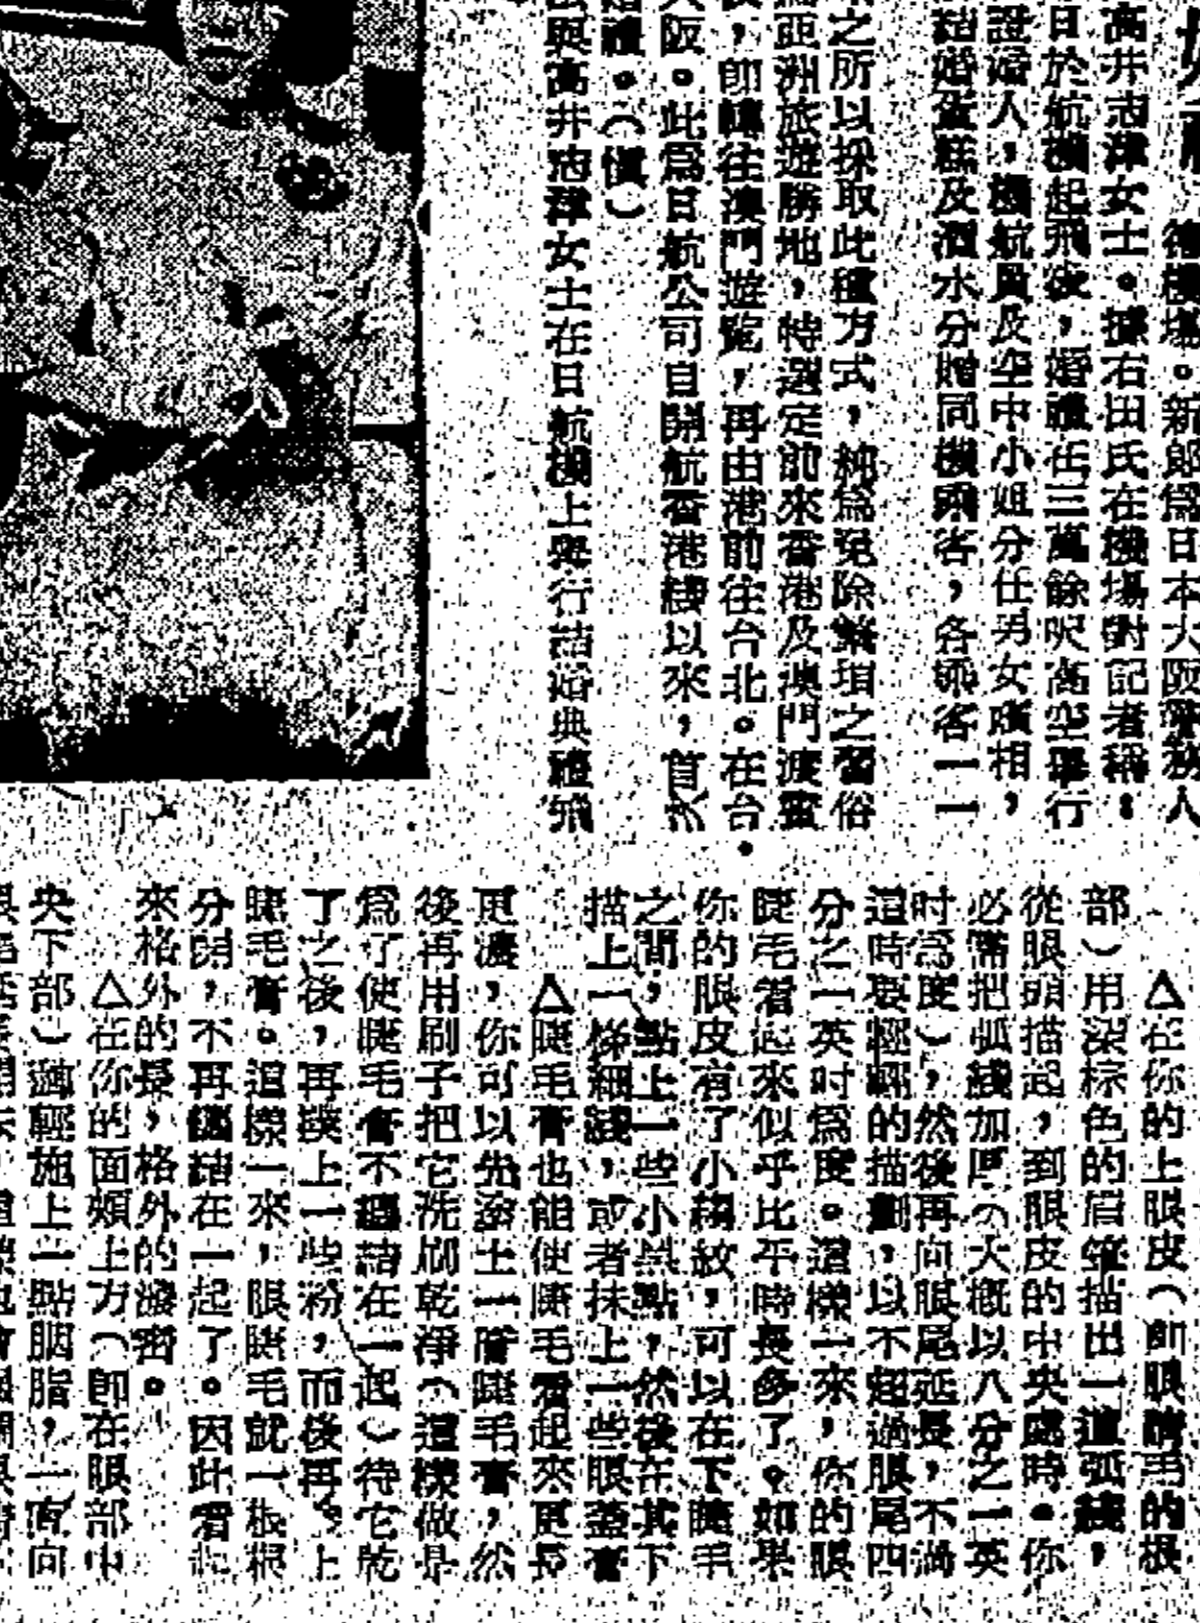 德機場。新郎爲日本大阪
高井志津女士。據右田氏在機場對記者稱:
日於航機起飛後,婚禮在三萬餘呎高空舉行
證婚人,機航員及空中小姐分任男女儐相,
結婚蛋糕及酒水分贈同機乘客,各乘客一一
之所以採取此種方式,純爲免除繁瑣之習俗
亞洲旅遊勝地,特選定前來香港及澳門渡蜜
,即轉往澳門遊覽,再由港前往台北。在台
大阪。此爲日航公司自開航香港綫以來,首次
婚禮。(慎)
與高井志津女士在日航機上舉行結婚典禮
△在你的上眼皮(即眼睛毛的根
部)用深棕色的眉筆描出一道弧綫,
從眼頭描起,到眼皮的中央處時。你
必需把弧綫加厚(大概以八分之一英
吋爲度),然後再向眼尾延長,不過
這時要輕輕的描劃,以不超過眼尾四
分之一英吋爲度。這樣一來,你的眼
睫毛看起來似乎比平時長多了。如果
你的眼皮有了小縐紋,可以在下睫毛
之間,點上一些小黑點,然後在其下
描上一條細綫,或者抹上一些眼蓋膏
△睫毛膏也能使睫毛看起來更長
更濃,你可以先塗上一層睫毛膏,然
後再用刷子把它洗刷乾淨(這樣做是
爲了使睫毛膏不糾結在一起)待它乾
了之後,再撲上一些粉,而後再上
睫毛膏。這樣一來,眼睫毛就一根根
分開,不再糾結在一起了。因此看起
來格外的長,格外的濃密。
△在你的面頰上方(即在眼部中
央下部)輕施上一點胭脂,一直向